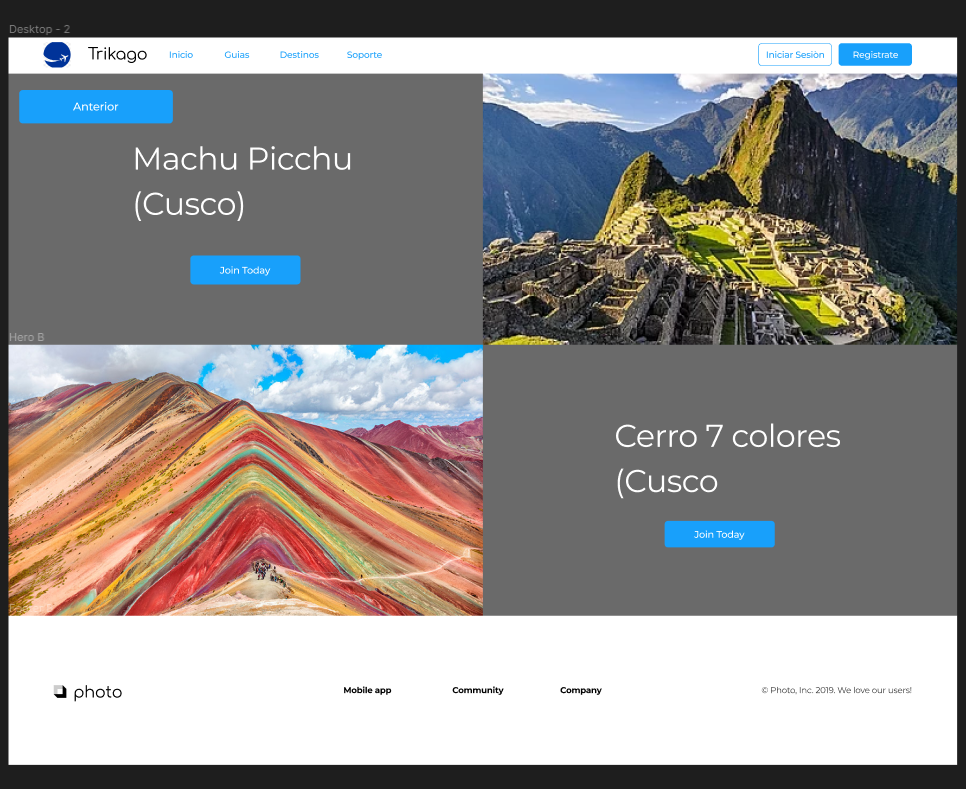 Desktop - 2
Trikago
Inicio
Guias
Destinos
Soporte
Iniciar Sesiòn
Registrate
Anterior
Machu Picchu
(Cusco)
Join Today
Hero B
Cerro 7 colores
(Cusco
Join Today
photo
Mobile app
Community
Company
© Photo, Inc. 2019. We love our users!